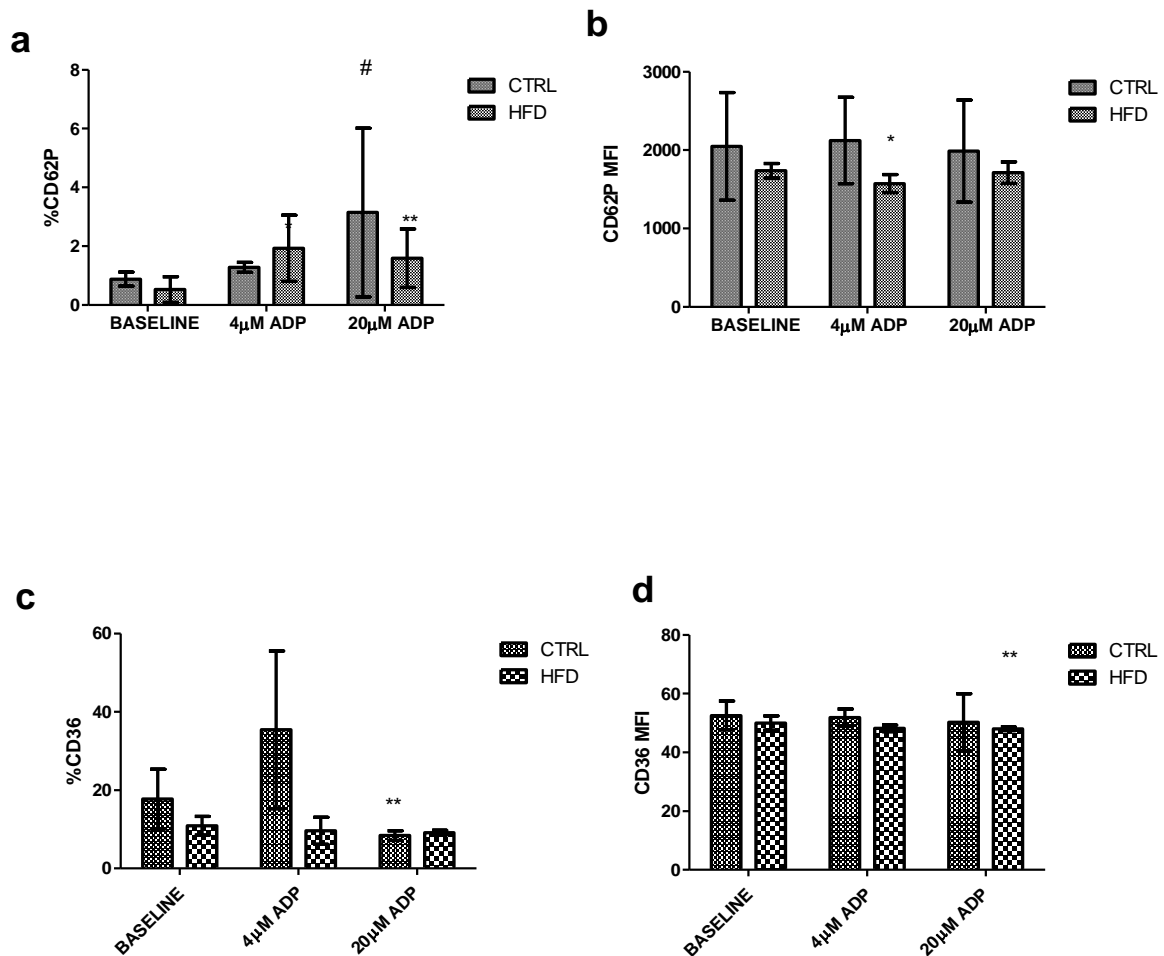 a
#
8
6
4
2
0
%CD62P
**
BASELINE
4μM ADP
20μM ADP
CTRL
HFD
b
3000
2000
1000
0
CD62P MFI
*
BASELINE
4μM ADP
20μM ADP
CTRL
HFD
c
60
40
20
0
%CD36
**
BASELINE
4μM ADP
20μM ADP
CTRL
HFD
d
80
60
40
20
0
CD36 MFI
**
BASELINE
4μM ADP
20μM ADP
CTRL
HFD